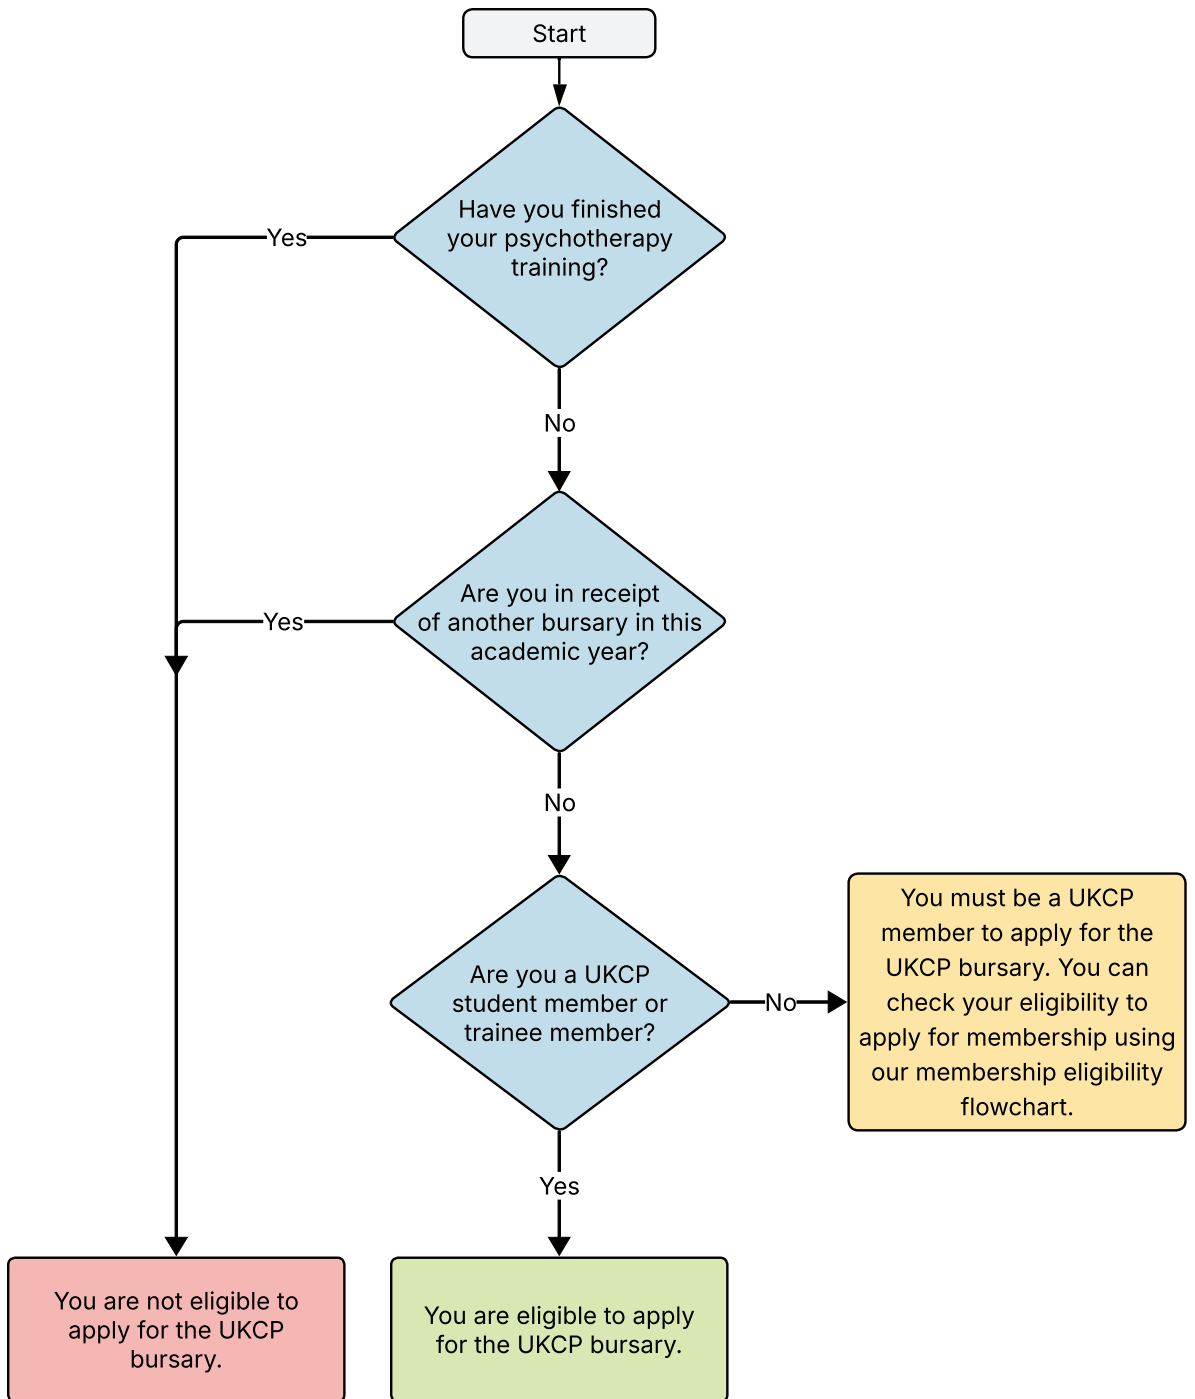 Start
Have you finished
your psychotherapy
training?
Yes
No
Are you in receipt
of another bursary in this
academic year?
Yes
No
Are you a UKCP
student member or
trainee member?
No
You must be a UKCP
member to apply for the
UKCP bursary. You can
check your eligibility to
apply for membership using
our membership eligibility
flowchart.
Yes
You are not eligible to
apply for the UKCP
bursary.
You are eligible to apply
for the UKCP bursary.